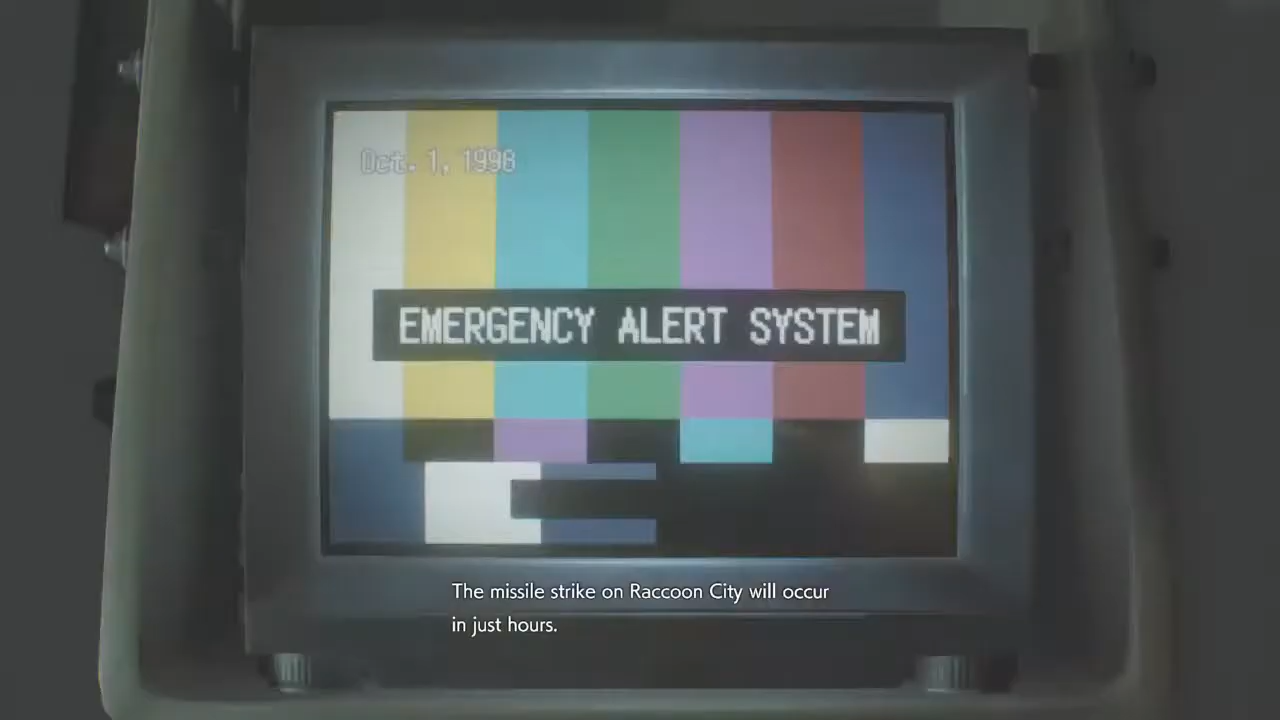 Oct. 1, 1998
EMERGENCY ALERT SYSTEM
The missile strike on Raccoon City will occur
in just hours.